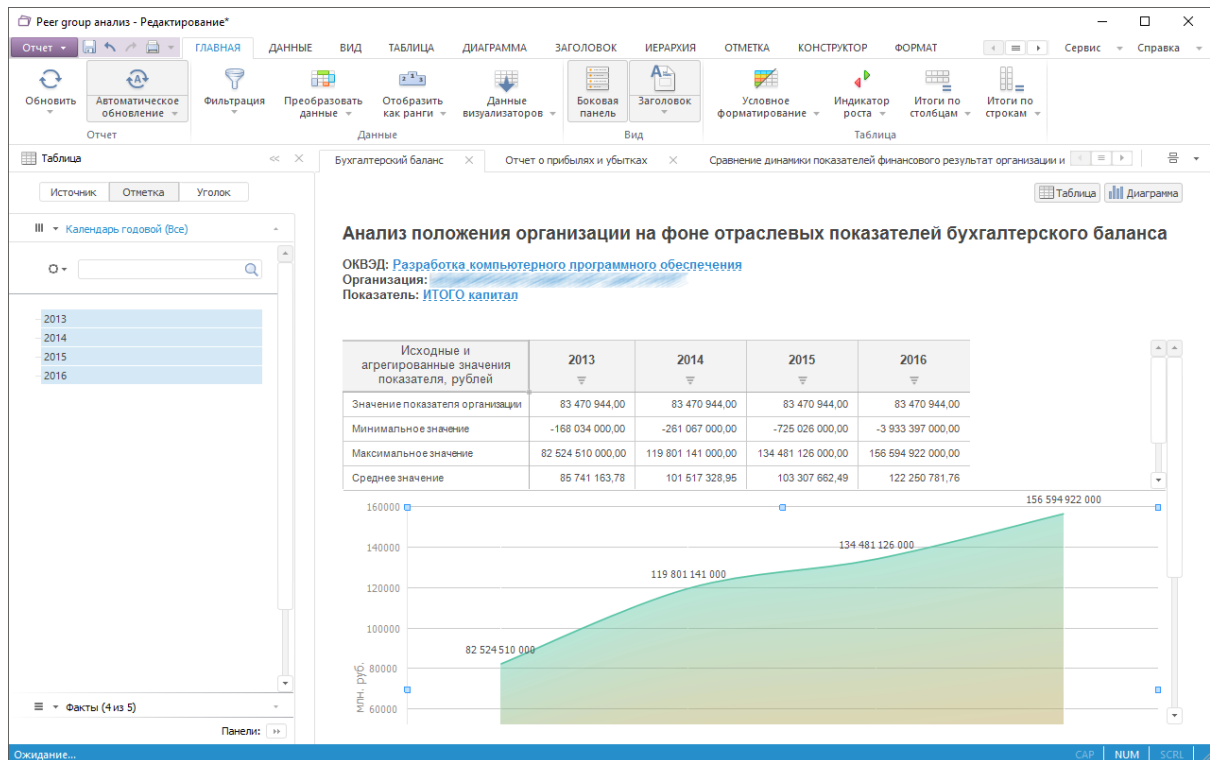 Peer group анализ - Редактирование*
Отчет ГЛАВНАЯ ДАННЫЕ ВИД ТАБЛИЦА ДИАГРАММА ЗАГОЛОВОК ИЕРАРХИЯ ОТМЕТКА КОНСТРУКТОР ФОРМАТ Сервис Справка
Обновить Автоматическое обновление Фильтрация Преобразовать данные Отобразить как ранги Данные визуализаторов Боковая панель Заголовок Условное форматирование Индикатор роста Итоги по столбцам Итоги по строкам
Отчет Данные Вид Таблица
Таблица
Бухгалтерский баланс Отчет о прибылях и убытках Сравнение динамики показателей финансового результат организации и
Источник Отметка Уголок
Таблица Диаграмма
Календарь годовой (Все)
2013
2014
2015
2016
Факты (4 из 5)
Панели:
Анализ положения организации на фоне отраслевых показателей бухгалтерского баланса
ОКВЭД: Разработка компьютерного программного обеспечения
Организация:
Показатель: ИТОГО капитал
Исходные и агрегированные значения показателя, рублей 2013 2014 2015 2016
Значение показателя организации 83 470 944,00 83 470 944,00 83 470 944,00 83 470 944,00
Минимальное значение -168 034 000,00 -261 067 000,00 -725 026 000,00 -3 933 397 000,00
Максимальное значение 82 524 510 000,00 119 801 141 000,00 134 481 126 000,00 156 594 922 000,00
Среднее значение 85 741 163,78 101 517 328,95 103 307 662,49 122 250 781,76
156 594 922 000
160000
134 481 126 000
140000
119 801 141 000
120000
100000
82 524 510 000
80000
60000
млн. руб.
Ожидание... CAP NUM SCRL